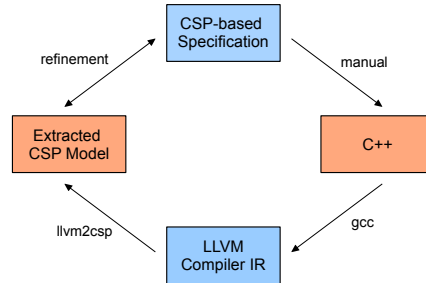 CSP-based
Specification
refinement
manual
Extracted
CSP Model
C++
llvm2csp
gcc
LLVM
Compiler IR